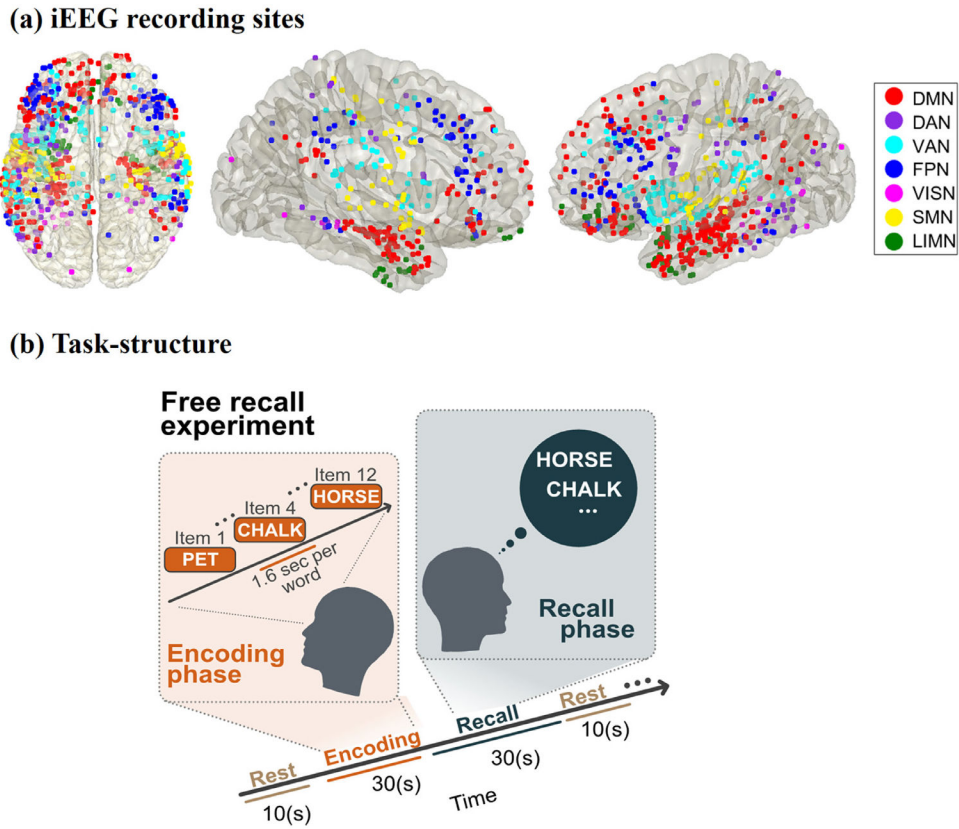 (a) iEEG recording sites
DMN
DAN
VAN
FPN
VISN
SMN
LIMN
(b) Task-structure
Free recall
experiment
Item 12
HORSE
Item 4
CHALK
Item 1
PET
1.6 sec per
word
Encoding
phase
HORSE
CHALK
...
Recall
phase
Rest
Encoding
Recall
Rest
10(s)
30(s)
30(s)
10(s)
Time